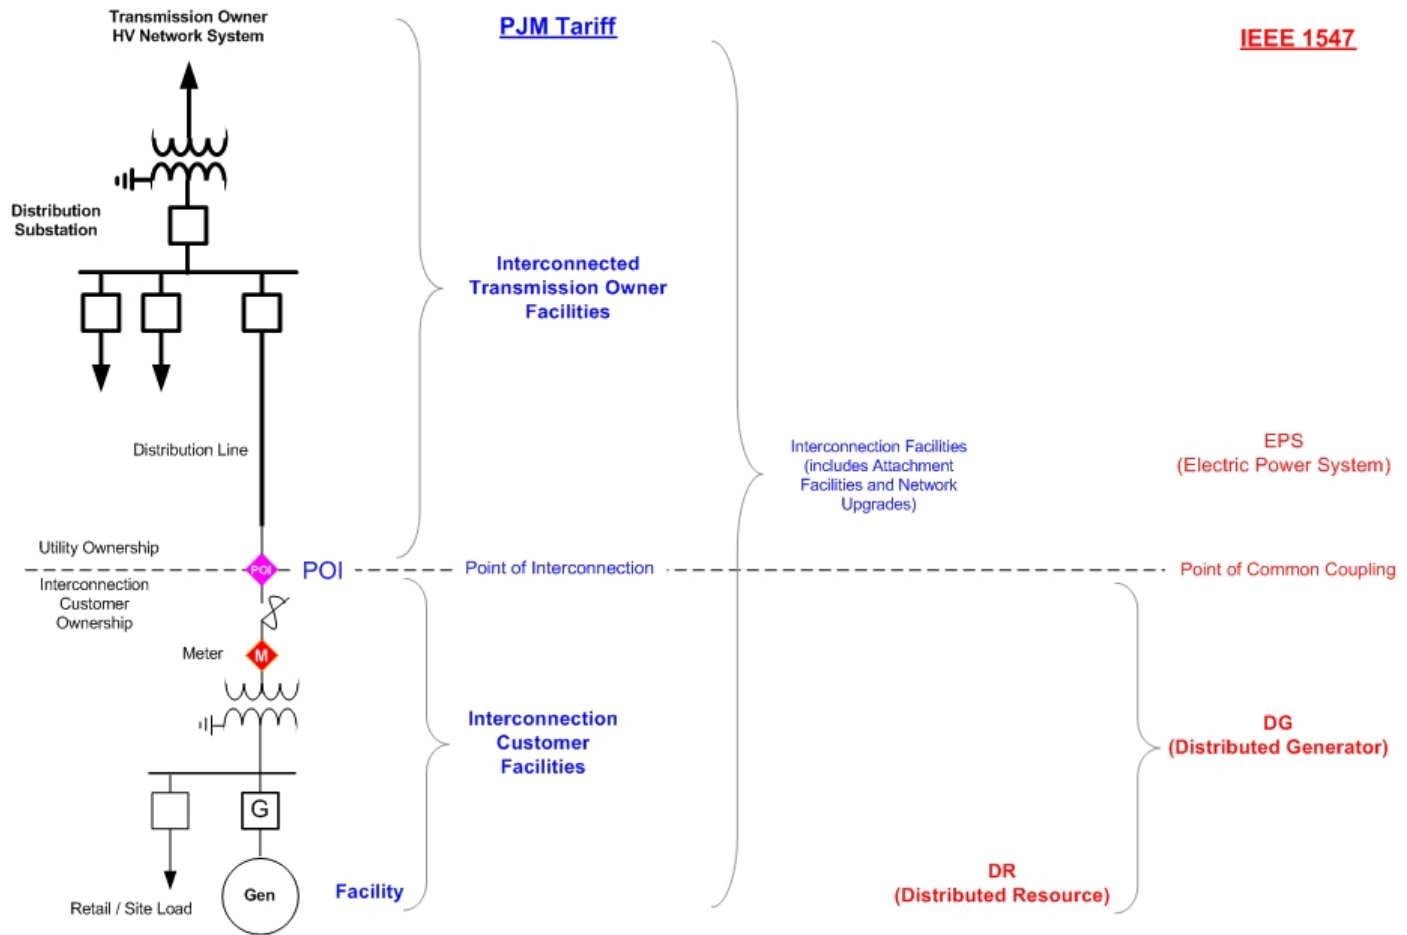 Transmission Owner
HV Network System
PJM Tariff
IEEE 1547
Distribution
Substation
Interconnected
Transmission Owner
Facilities
Distribution Line
Interconnection Facilities
(includes Attachment
Facilities and Network
Upgrades)
EPS
(Electric Power System)
Utility Ownership
POI
POI
Point of Interconnection
Point of Common Coupling
Interconnection
Customer
Ownership
Meter
M
Interconnection
Customer
Facilities
DG
(Distributed Generator)
G
Gen
Facility
DR
(Distributed Resource)
Retail / Site Load